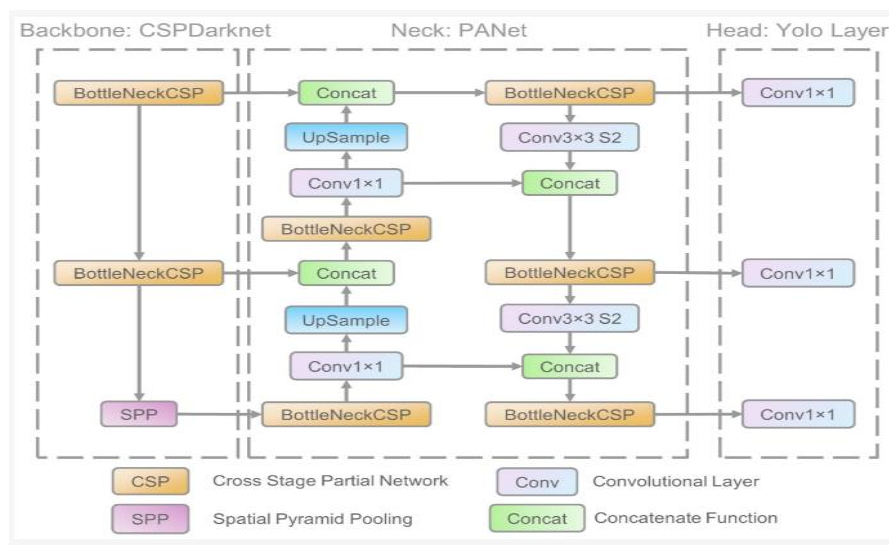 Backbone: CSPDarknet Neck: PANet Head: Yolo Layer
BottleNeckCSP Concat BottleNeckCSP Conv1×1
UpSample Conv3×3 S2
Conv1×1 Concat
BottleNeckCSP
BottleNeckCSP Concat BottleNeckCSP Conv1×1
UpSample Conv3×3 S2
Conv1×1 Concat
SPP BottleNeckCSP BottleNeckCSP Conv1×1
CSP Cross Stage Partial Network Conv Convolutional Layer
SPP Spatial Pyramid Pooling Concat Concatenate Function